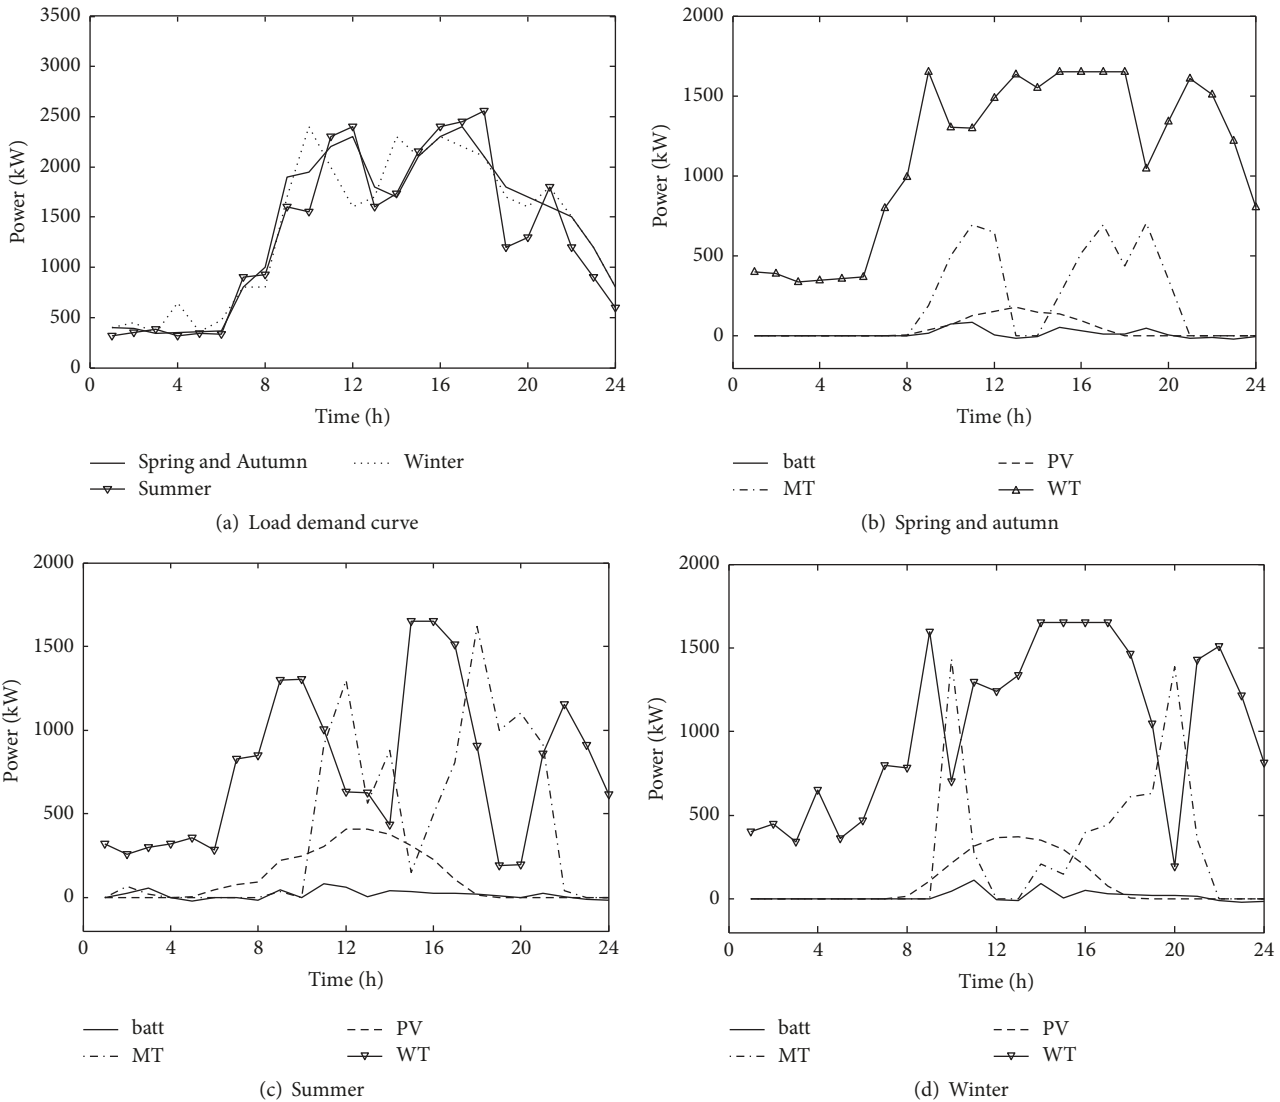 3500
3000
2500
2000
1500
1000
500
0
Power (kW)
0 4 8 12 16 20 24
Time (h)
Spring and Autumn
Winter
Summer
(a) Load demand curve
2000
1500
1000
500
0
Power (kW)
0 4 8 12 16 20 24
Time (h)
batt
PV
MT
WT
(b) Spring and autumn
2000
1500
1000
500
0
Power (kW)
0 4 8 12 16 20 24
Time (h)
batt
PV
MT
WT
(c) Summer
2000
1500
1000
500
0
Power (kW)
0 4 8 12 16 20 24
Time (h)
batt
PV
MT
WT
(d) Winter